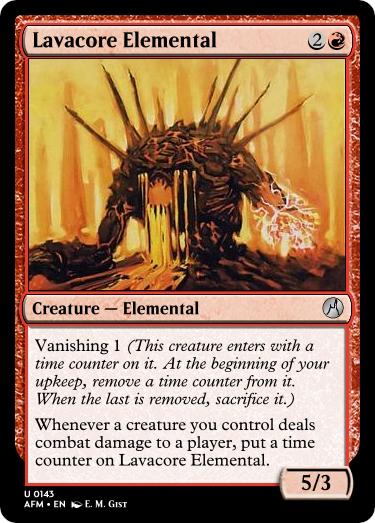 Lavacore Elemental 2
Creature — Elemental
Vanishing 1 (This creature enters with a
time counter on it. At the beginning of your
upkeep, remove a time counter from it.
When the last is removed, sacrifice it.)
Whenever a creature you control deals
combat damage to a player, put a time
counter on Lavacore Elemental.
5/3
U 0143
AFM • EN E. M. Gist